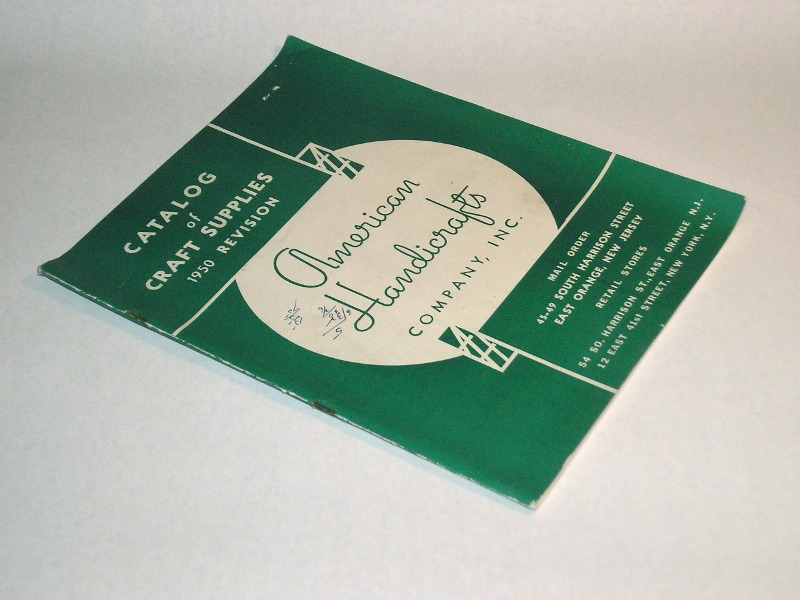 CATALOG
of
CRAFT SUPPLIES
1950 REVISION
American
Handicrafts
COMPANY, INC.
MAIL ORDER
45-49 SOUTH HARRISON STREET
EAST ORANGE, NEW JERSEY
RETAIL STORES
54 SO. HARRISON ST., EAST ORANGE N.J.
12 EAST 41st STREET, NEW YORK, N.Y.